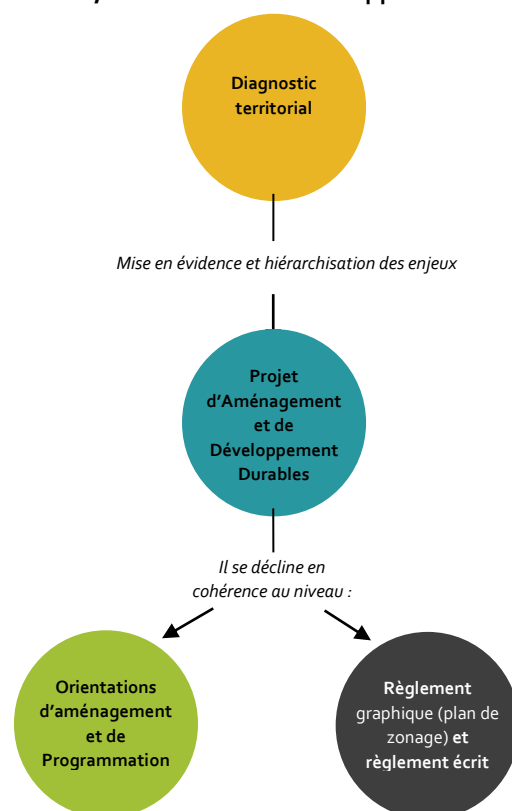 Diagnostic
territorial
Mise en évidence et hiérarchisation des enjeux
Projet
d'Aménagement
et de
Développement
Durables
Il se décline en
cohérence au niveau :
Orientations
d'aménagement
et de
Programmation
Règlement
graphique (plan de
zonage) et
règlement écrit